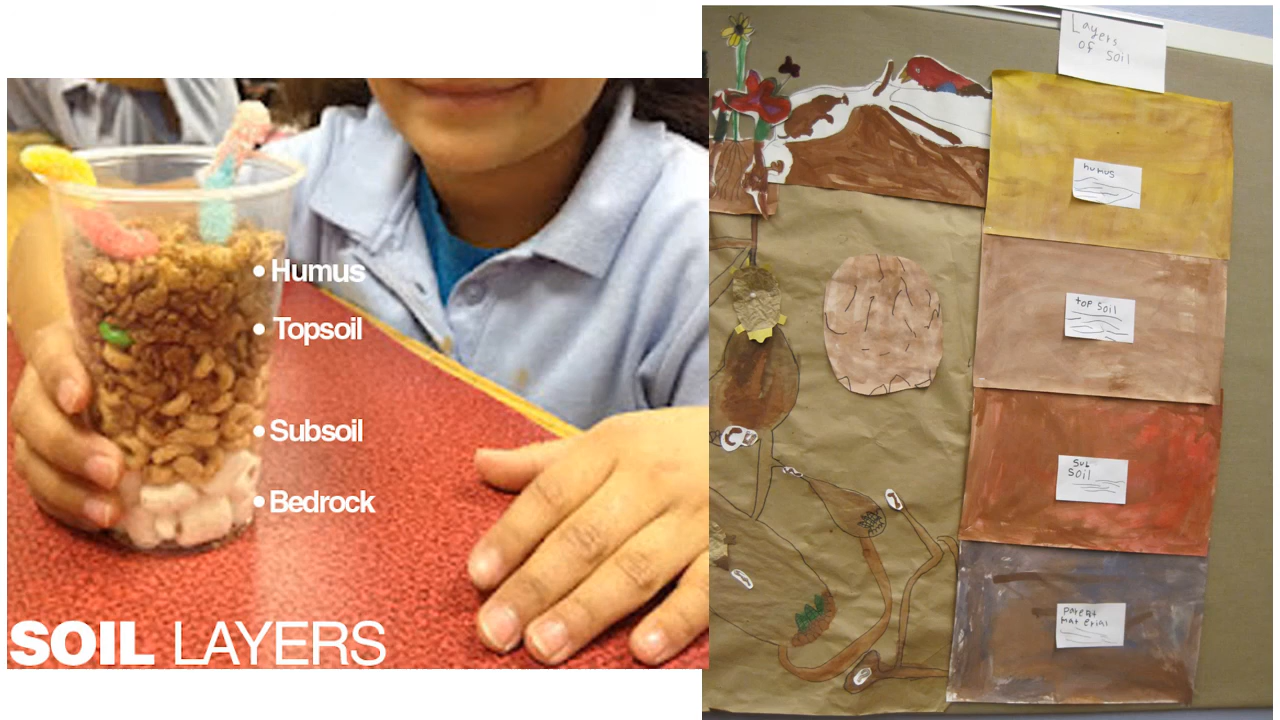 Humus
Topsoil
Subsoil
Bedrock
SOIL LAYERS
Layers
of soil
humus
top soil
sub
soil
parent
material